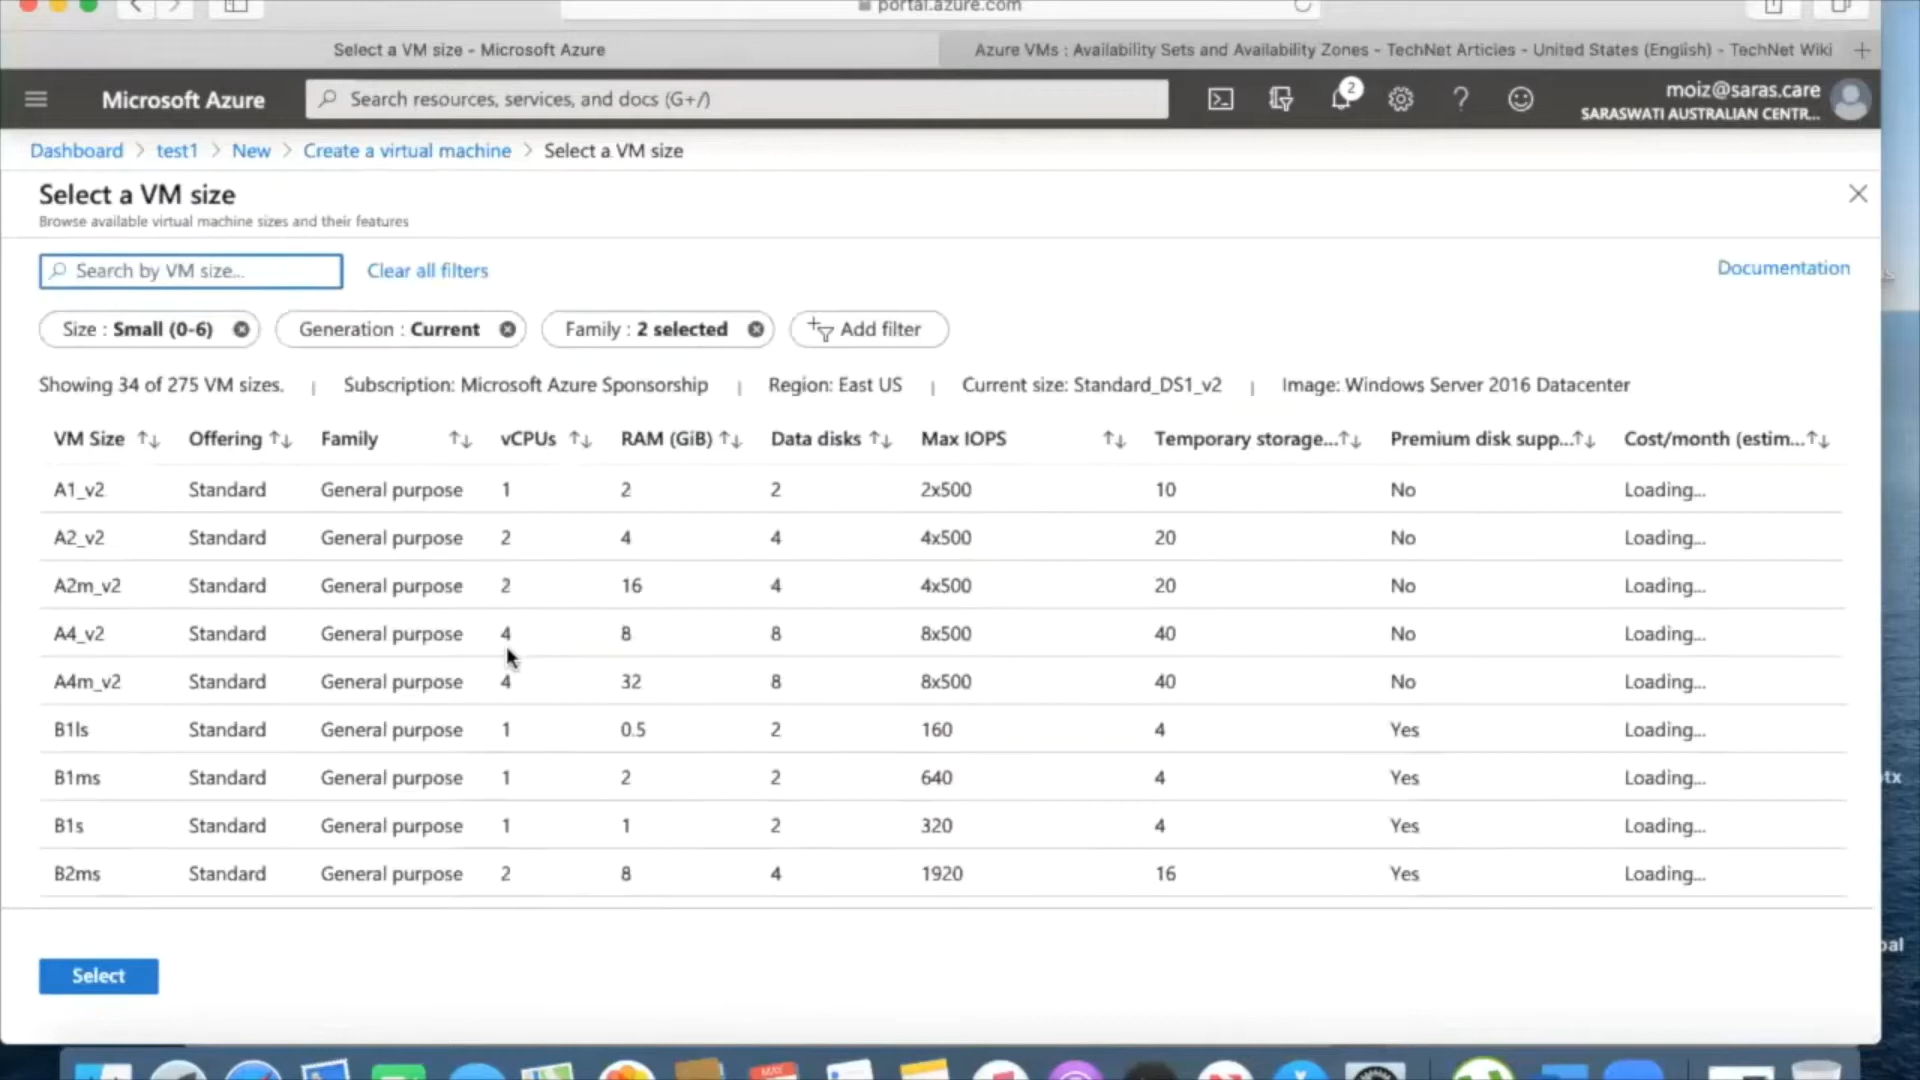 portal.azure.com
Select a VM size - Microsoft Azure
Azure VMs : Availability Sets and Availability Zones - TechNet Articles - United States (English) - TechNet Wiki
Microsoft Azure
Search resources, services, and docs (G+/)
2
moiz@saras.care
SARASWATI AUSTRALIAN CENTR...
Dashboard > test1 > New > Create a virtual machine > Select a VM size
Select a VM size
Browse available virtual machine sizes and their features
Search by VM size...
Clear all filters
Documentation
Size : Small (0-6)
Generation : Current
Family : 2 selected
Add filter
Showing 34 of 275 VM sizes. | Subscription: Microsoft Azure Sponsorship | Region: East US | Current size: Standard_DS1_v2 | Image: Windows Server 2016 Datacenter
VM Size Offering Family vCPUs RAM (GiB) Data disks Max IOPS Temporary storage... Premium disk supp... Cost/month (estim...
A1_v2 Standard General purpose 1 2 2 2x500 10 No Loading...
A2_v2 Standard General purpose 2 4 4 4x500 20 No Loading...
A2m_v2 Standard General purpose 2 16 4 4x500 20 No Loading...
A4_v2 Standard General purpose 4 8 8 8x500 40 No Loading...
A4m_v2 Standard General purpose 4 32 8 8x500 40 No Loading...
B1ls Standard General purpose 1 0.5 2 160 4 Yes Loading...
B1ms Standard General purpose 1 2 2 640 4 Yes Loading...
B1s Standard General purpose 1 1 2 320 4 Yes Loading...
B2ms Standard General purpose 2 8 4 1920 16 Yes Loading...
Select
MAY